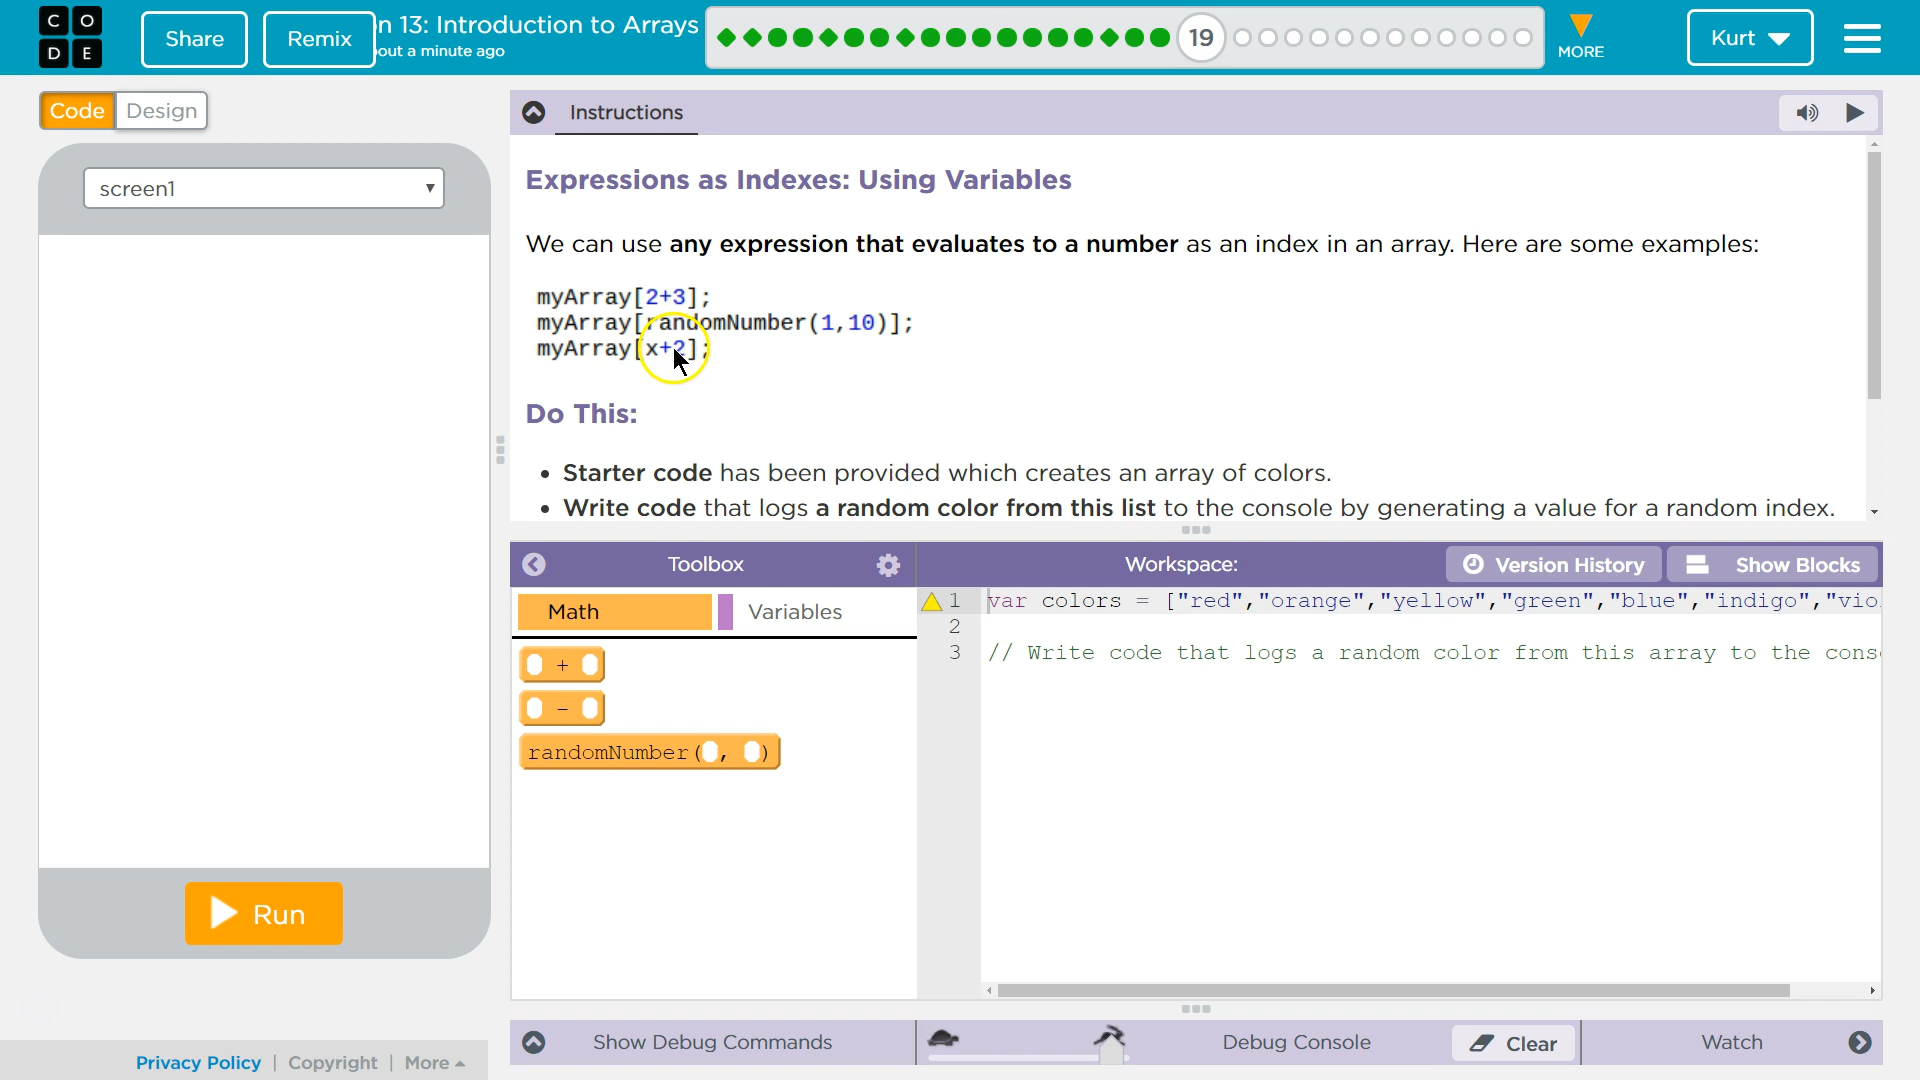 C O
D E
Share
Remix
n 13: Introduction to Arrays
out a minute ago
19
MORE
Kurt
Code
Design
screen1
Run
Instructions
Expressions as Indexes: Using Variables
We can use any expression that evaluates to a number as an index in an array. Here are some examples:
myArray[2+3];
myArray[randomNumber(1,10)];
myArray[x+2];
Do This:
• Starter code has been provided which creates an array of colors.
• Write code that logs a random color from this list to the console by generating a value for a random index.
Toolbox
Workspace:
Version History
Show Blocks
Math
Variables
+
-
randomNumber( , )
1 var colors = ["red","orange","yellow","green","blue","indigo","vio
2
3 // Write code that logs a random color from this array to the cons
Show Debug Commands
Debug Console
Clear
Watch
Privacy Policy | Copyright | More